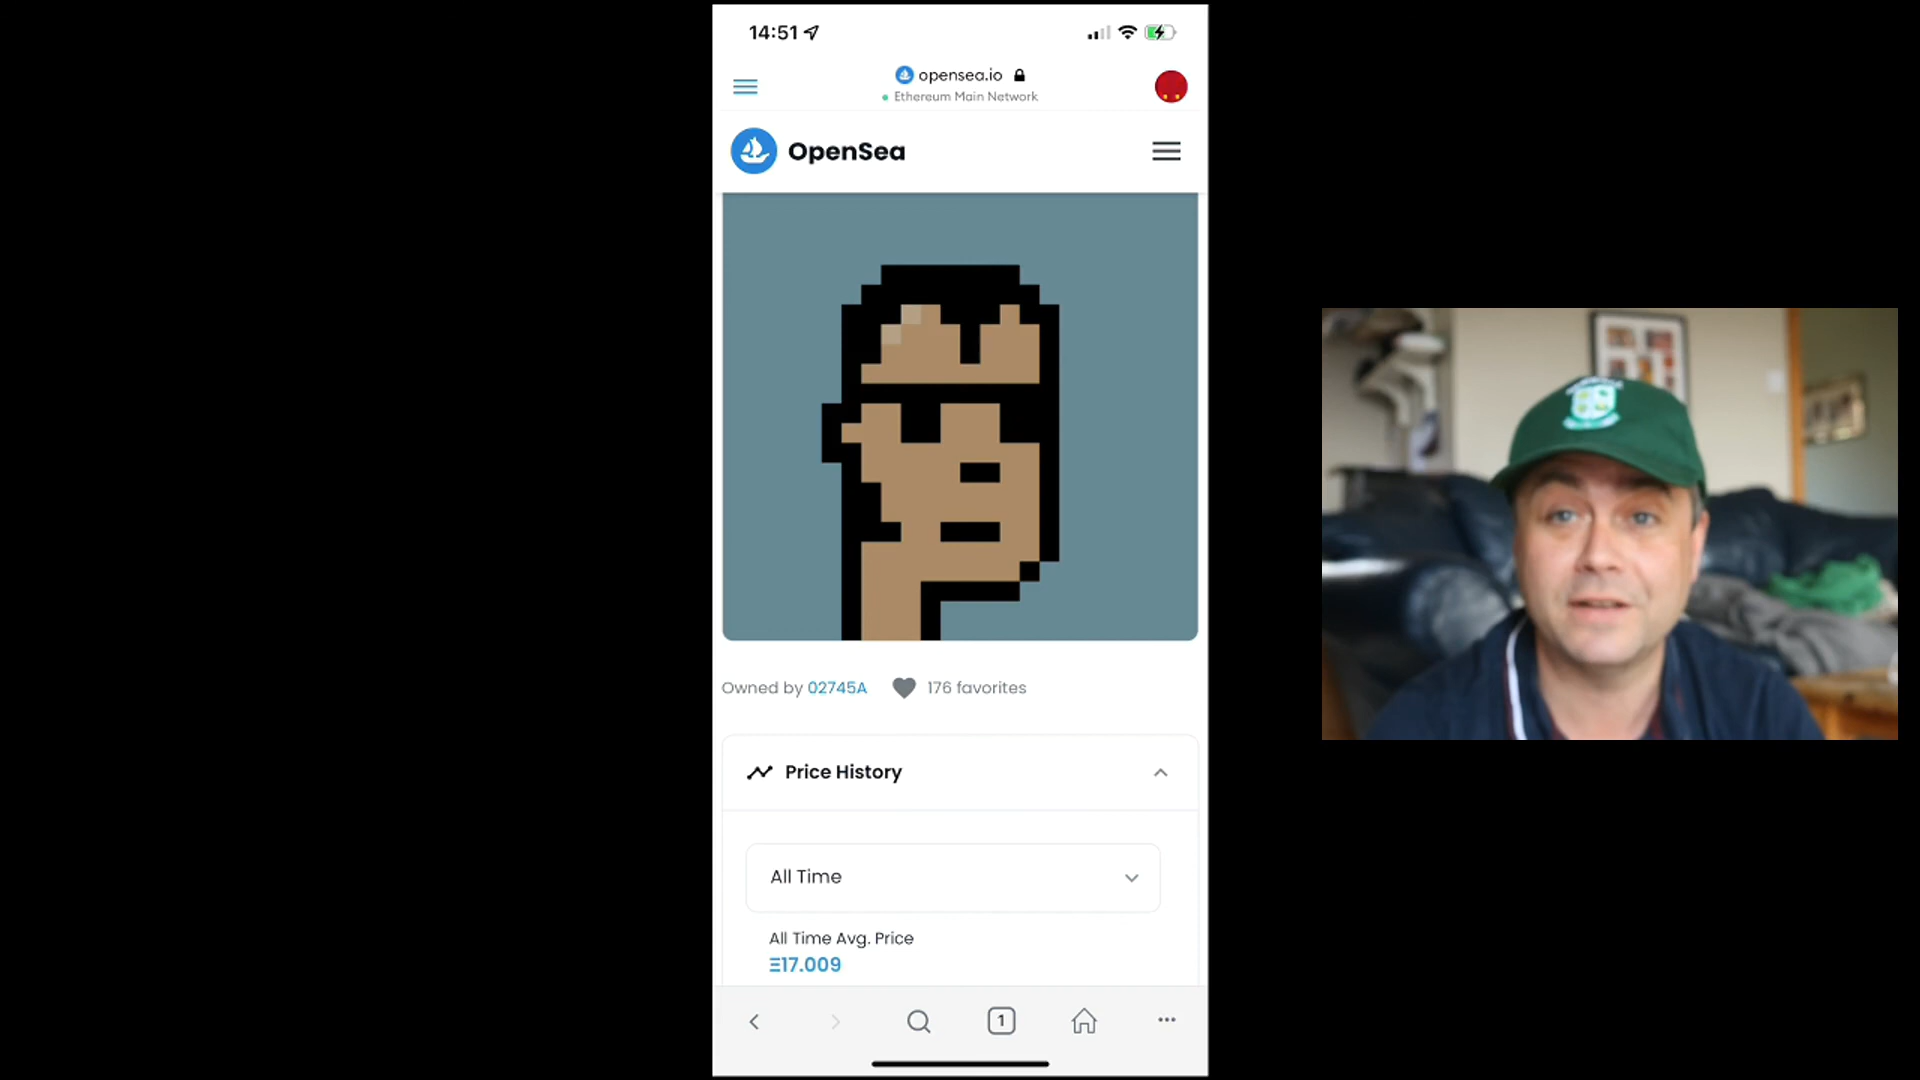 14:51
opensea.io
Ethereum Main Network
OpenSea
Owned by 02745A 176 favorites
Price History
All Time
All Time Avg. Price
Ξ17.009
1